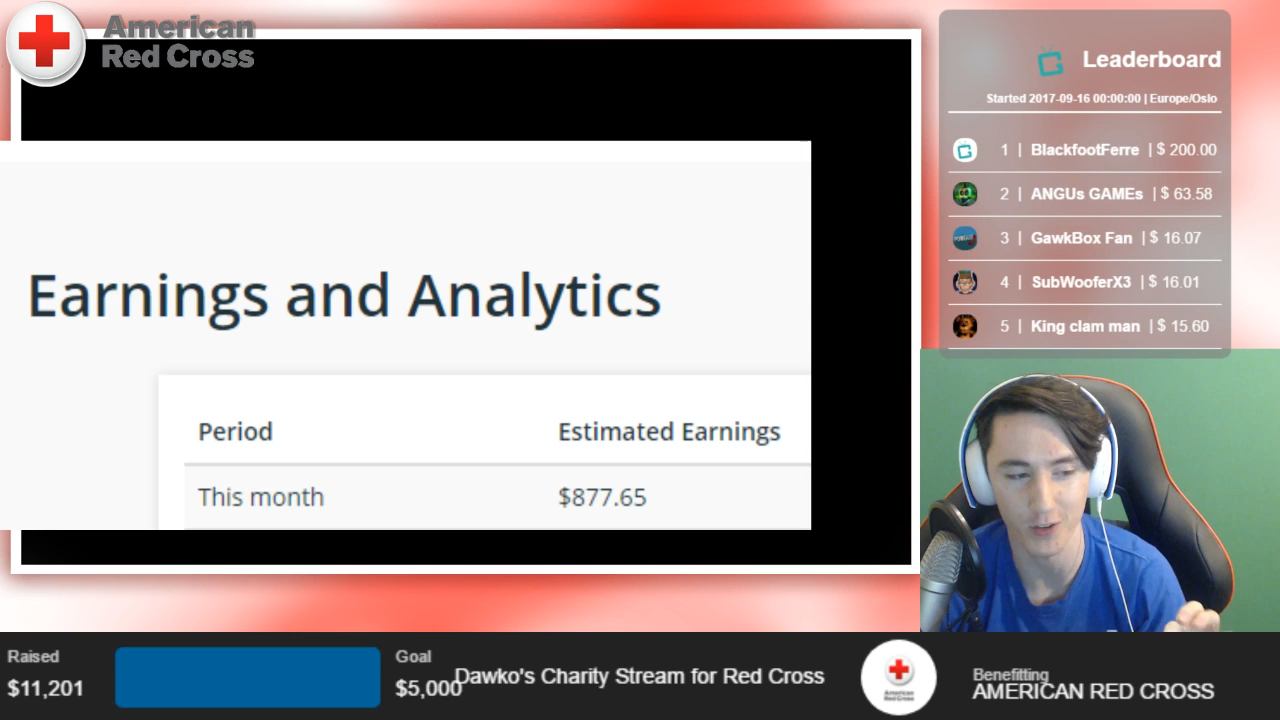 American
Red Cross
Leaderboard
Started 2017-09-16 00:00:00 | Europe/Oslo
1 | BlackfootFerre | $ 200.00
2 | ANGUs GAMEs | $ 63.58
3 | GawkBox Fan | $ 16.07
4 | SubWooferX3 | $ 16.01
5 | King clam man | $ 15.60
Earnings and Analytics
Period Estimated Earnings
This month $877.65
Raised
$11,201
Goal
$5,000
Dawko's Charity Stream for Red Cross
American
Red Cross
Benefitting
AMERICAN RED CROSS